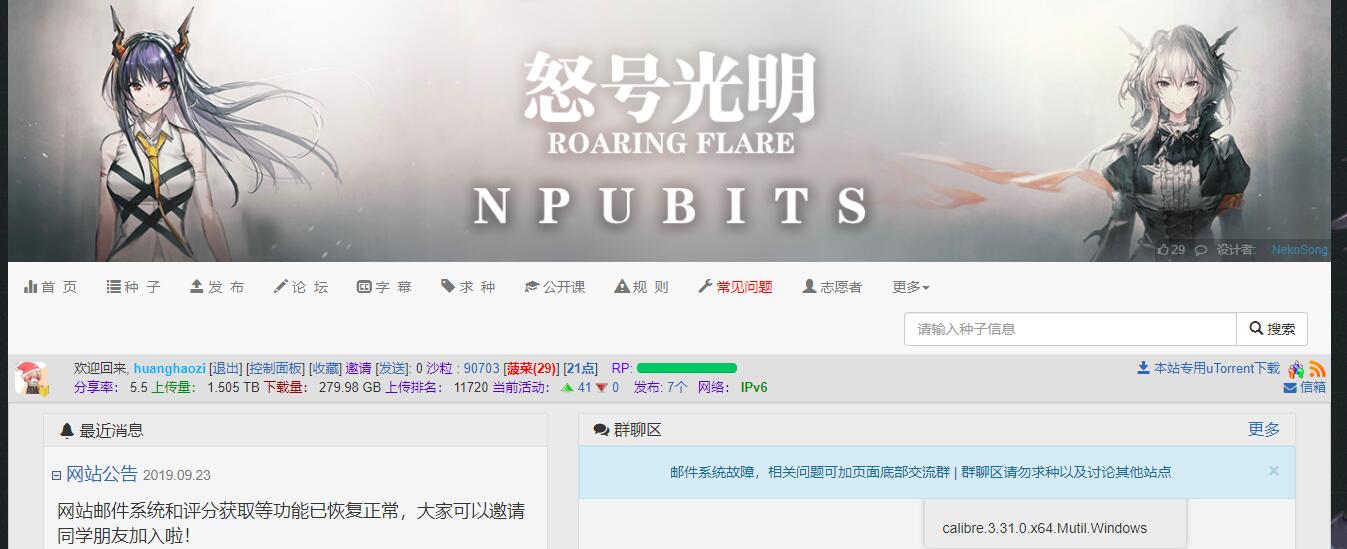 怒号光明
ROARING FLARE
NPUBITS
29 设计者: NekoSong
首 页 种 子 发 布 论 坛 字 幕 求 种 公开课 规 则 常见问题 志愿者 更多
请输入种子信息 搜索
欢迎回来, huanghaozi [退出] [控制面板] [收藏] 邀请 [发送]: 0 沙粒 : 90703 [菠菜(29)] [21点] RP: 本站专用uTorrent下载
分享率： 5.5 上传量： 1.505 TB 下载量： 279.98 GB 上传排名： 11720 当前活动： 41 0 发布: 7个 网络： IPv6 信箱
最近消息
网站公告 2019.09.23
网站邮件系统和评分获取等功能已恢复正常，大家可以邀请
同学朋友加入啦！
群聊区 更多
邮件系统故障，相关问题可加页面底部交流群 | 群聊区请勿求种以及讨论其他站点 ×
calibre.3.31.0.x64.Mutil.Windows